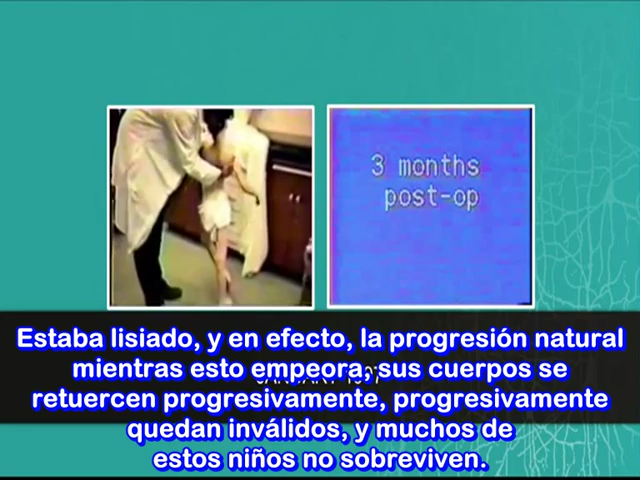 3 months
post-op
Estaba lisiado, y en efecto, la progresión natural
mientras esto empeora, sus cuerpos se
retuercen progresivamente, progresivamente
quedan inválidos, y muchos de
estos niños no sobreviven.